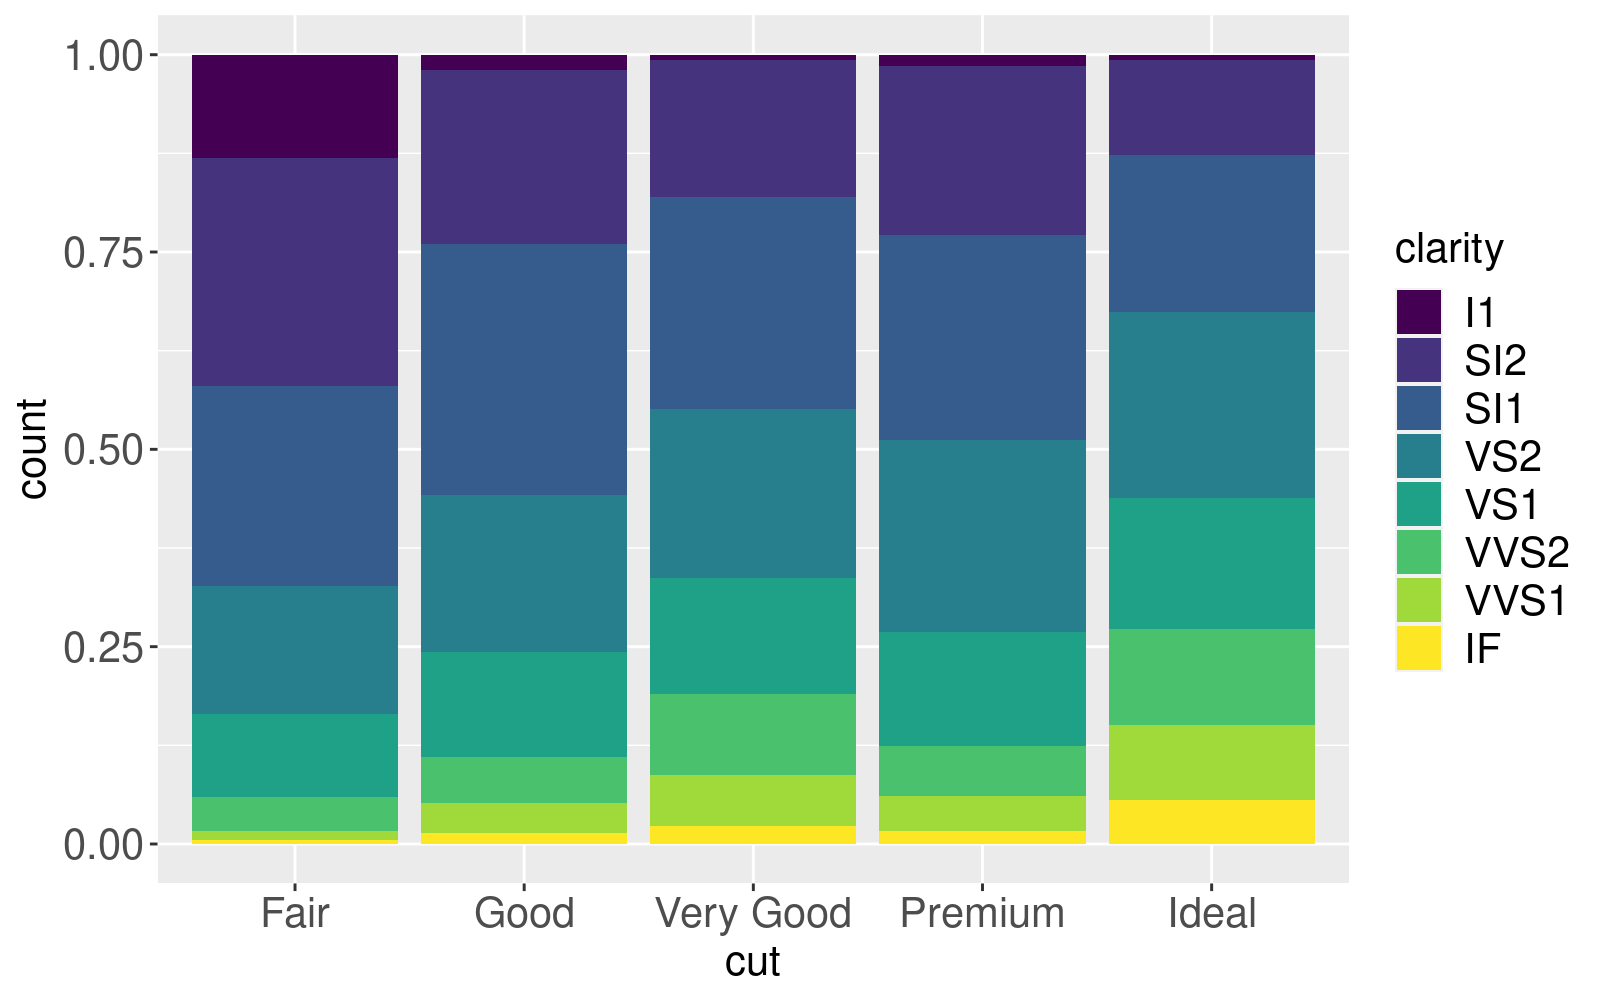 1.00
0.75
0.50
0.25
0.00
count
Fair
Good
Very Good
Premium
Ideal
cut
clarity
I1
SI2
SI1
VS2
VS1
VVS2
VVS1
IF